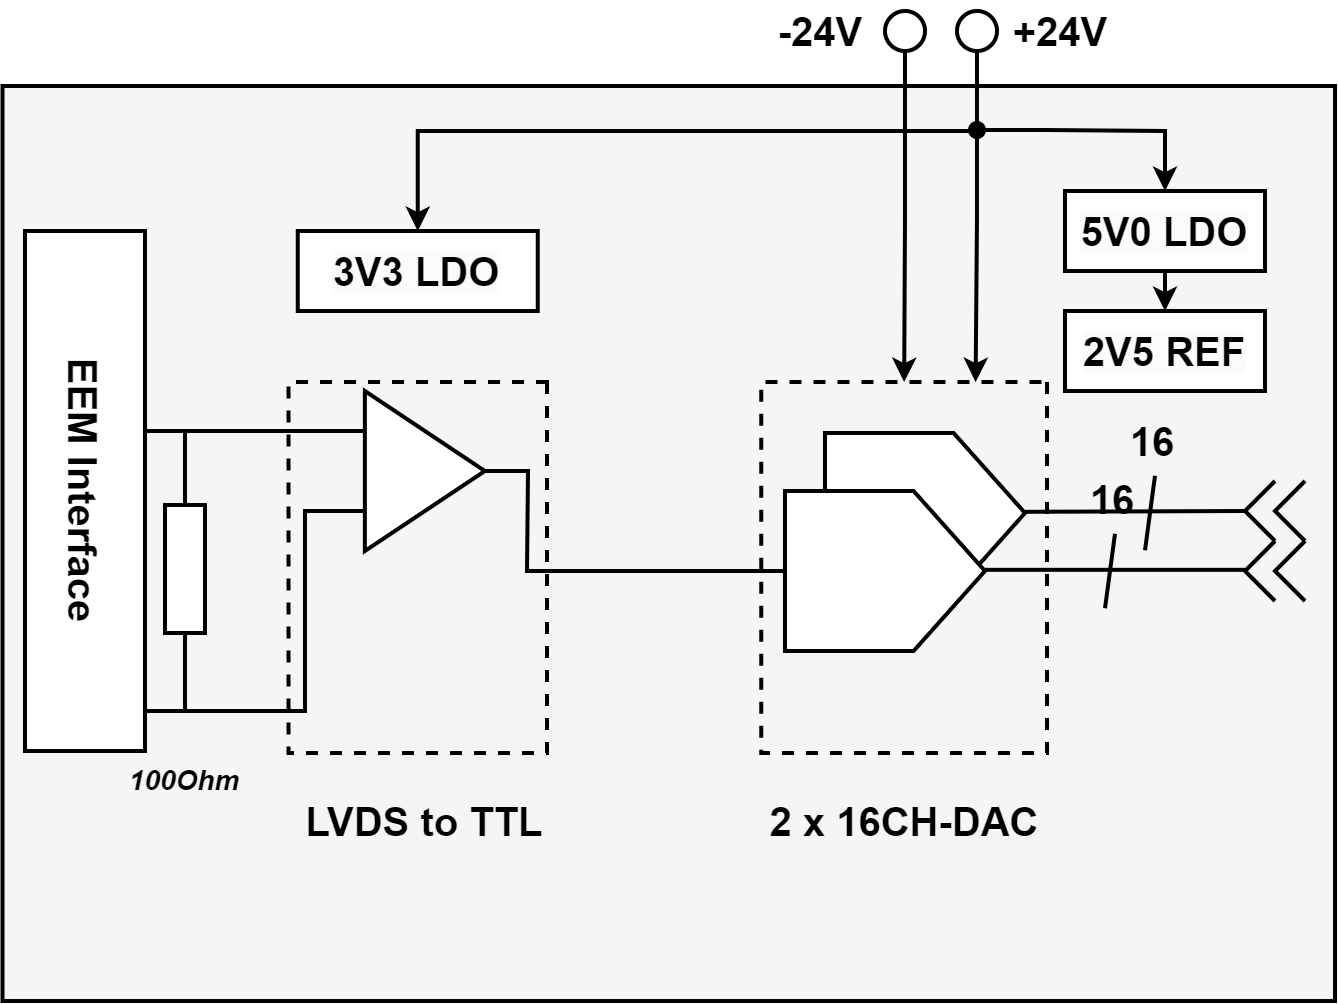 -24V
+24V
3V3 LDO
5V0 LDO
2V5 REF
EEM Interface
16
16
100Ohm
LVDS to TTL
2 x 16CH-DAC